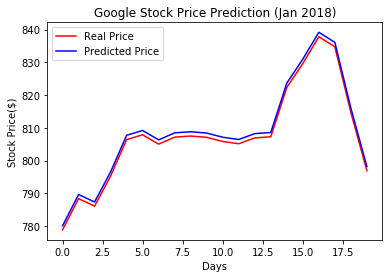 Google Stock Price Prediction (Jan 2018)
Real Price
Predicted Price
Stock Price($)
840
830
820
810
800
790
780
0.0 2.5 5.0 7.5 10.0 12.5 15.0 17.5
Days